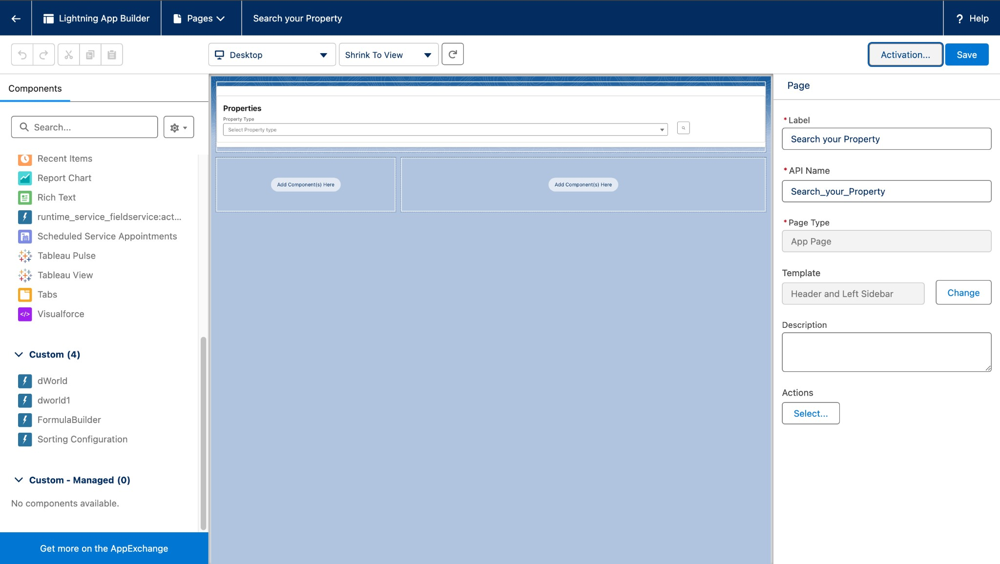 Lightning App Builder
Pages
Search your Property
? Help
Desktop
Shrink To View
Activation...
Save
Components
Search...
Recent Items
Report Chart
Rich Text
runtime_service_fieldservice:act...
Scheduled Service Appointments
Tableau Pulse
Tableau View
Tabs
Visualforce
Custom (4)
dWorld
dworld1
FormulaBuilder
Sorting Configuration
Custom - Managed (0)
No components available.
Get more on the AppExchange
Properties
Property Type
Select Property type
Add Component(s) Here
Add Component(s) Here
Page
*Label
Search your Property
*API Name
Search_your_Property
*Page Type
App Page
Template
Header and Left Sidebar
Change
Description
Actions
Select...